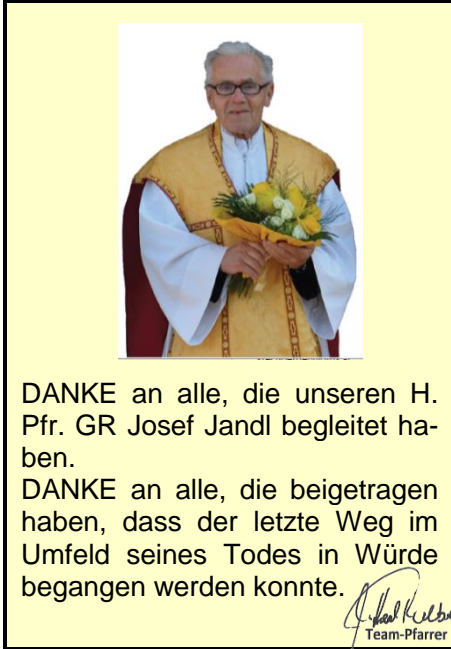 DANKE an alle, die unseren H.
Pfr. GR Josef Jandl begleitet ha-
ben.
DANKE an alle, die beigetragen
haben, dass der letzte Weg im
Umfeld seines Todes in Würde
begangen werden konnte.
Team-Pfarrer